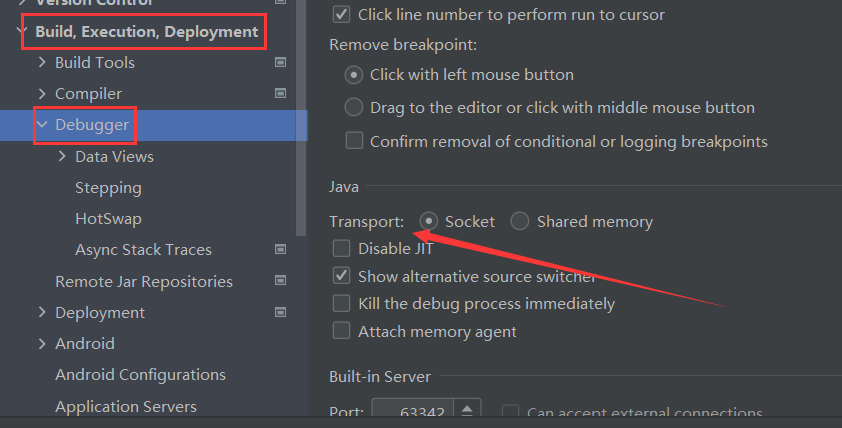 Version Control
Build, Execution, Deployment
Build Tools
Compiler
Debugger
Data Views
Stepping
HotSwap
Async Stack Traces
Remote Jar Repositories
Deployment
Android
Android Configurations
Application Servers
Click line number to perform run to cursor
Remove breakpoint:
Click with left mouse button
Drag to the editor or click with middle mouse button
Confirm removal of conditional or logging breakpoints
Java
Transport: Socket Shared memory
Disable JIT
Show alternative source switcher
Kill the debug process immediately
Attach memory agent
Built-in Server
Port: 63342 Can accept external connections